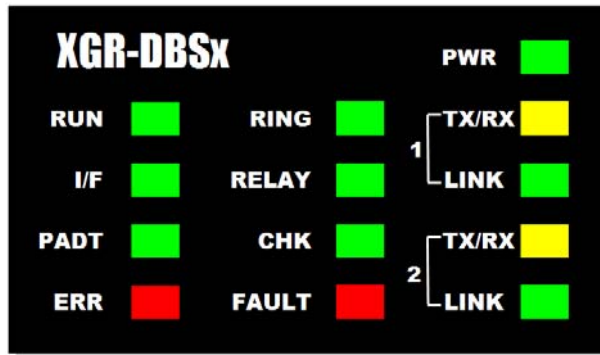 XGR-DBSx PWR
RUN RING TX/RX
1
I/F RELAY LINK
PADT CHK TX/RX
2
ERR FAULT LINK